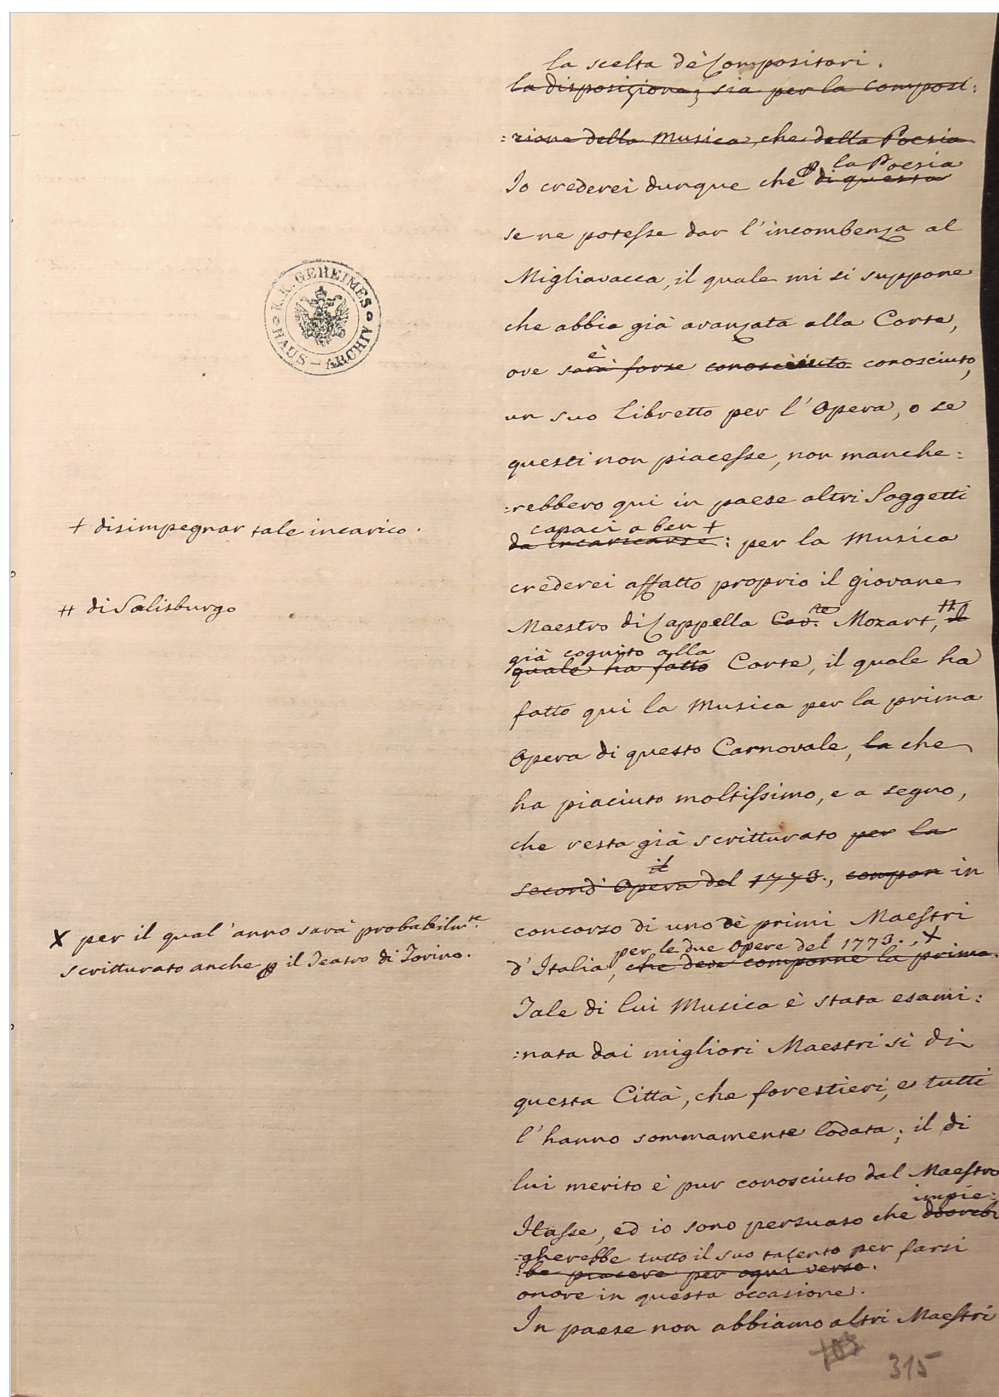 la scelta de' Compositori.
la disposizione, sia per la composi:
:zione della Musica, che della Poesia
la Poesia
Io crederei dunque che di questa
se ne potesse dar l'incombenza al
Migliavacca, il quale mi si suppone
che abbia già avanzata alla Corte,
è
ove sarà forse conosciuto conosciuto,
un suo Libretto per l'Opera, o se
questi non piacesse, non manche:
:rebbero qui in paese altri Soggetti
capaci a ben +
+ disimpegnar tale incarico.
da incaricarse: per la Musica
crederei affatto proprio il giovane
# di Salisburgo
Maestro di Cappella Cav.te Mozart, # il
già cognito alla
quale ha fatto Corte, il quale ha
fatto qui la Musica per la prima
Opera di questo Carnovale, la che
ha piaciuto moltissimo, e a segno,
che resta già scritturato per la
il
second' Opera del 1773., compor in
concorso di uno de' primi Maestri
per le due Opere del 1773., X
X per il qual'anno sarà probabilm.te
scritturato anche p il Teatro di Torino.
d'Italia, che deve comporne la prima.
Tale di lui Musica è stata esami:
:nata dai migliori Maestri sì di
questa Città, che forestieri, e tutti
l'hanno sommamente lodata; il di
lui merito è pur conosciuto dal Maestro
impie:
Hasse, ed io sono persuaso che dovreb
:gherebbe tutto il suo talento per farsi
:be piacere per ogni verso.
onore in questa occasione.
In paese non abbiamo altri Maestri
315
K.K. GEHEIMES
HAUS-ARCHIV